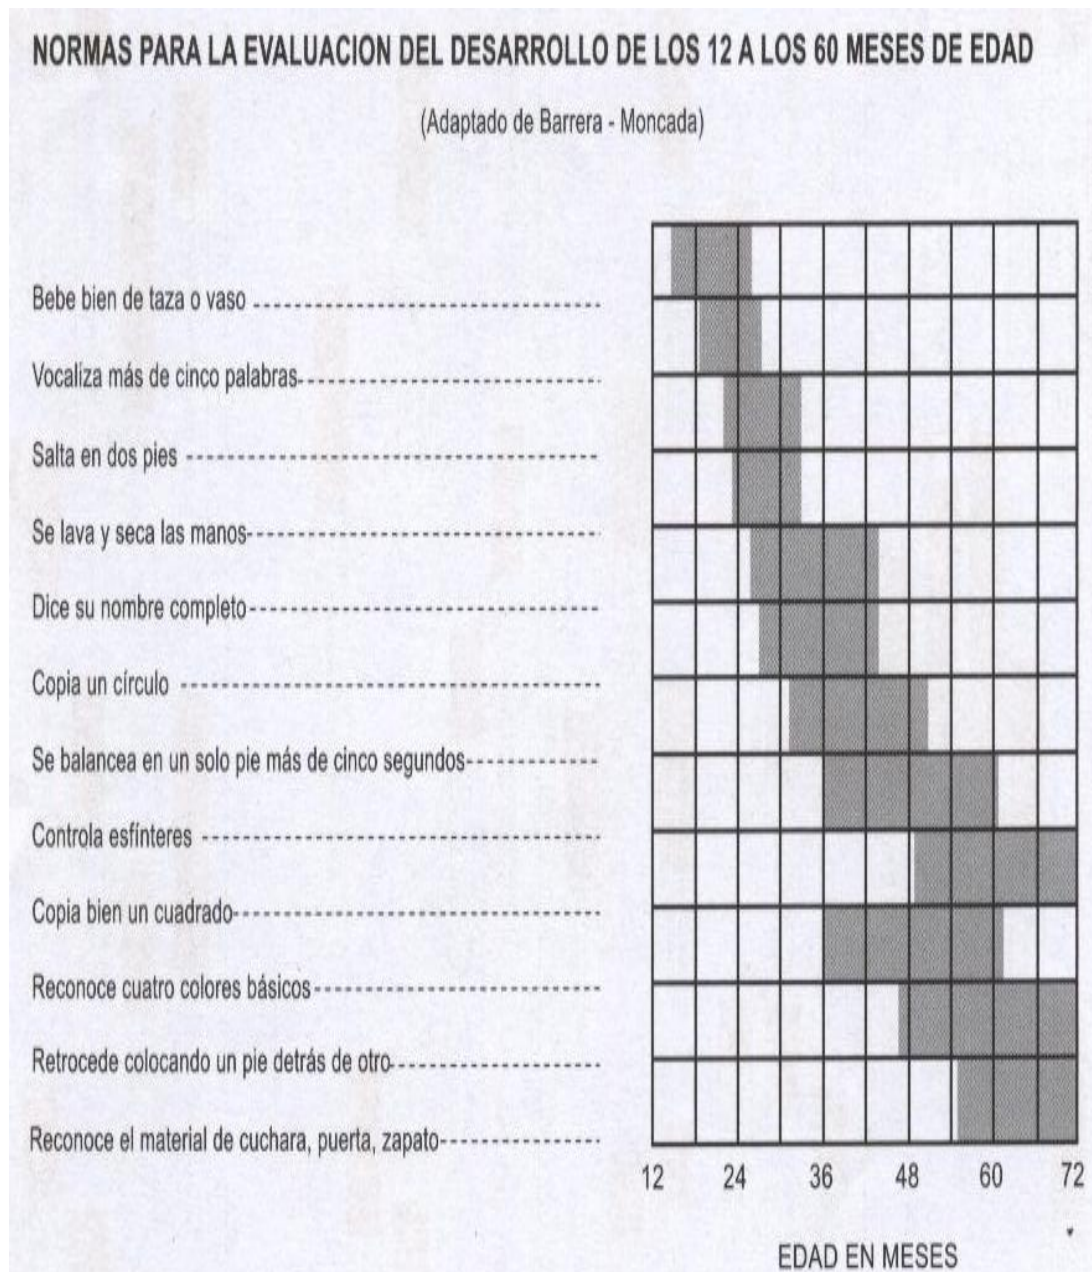 NORMAS PARA LA EVALUACION DEL DESARROLLO DE LOS 12 A LOS 60 MESES DE EDAD
(Adaptado de Barrera - Moncada)
Bebe bien de taza o vaso
Vocaliza más de cinco palabras
Salta en dos pies
Se lava y seca las manos
Dice su nombre completo
Copia un círculo
Se balancea en un solo pie más de cinco segundos
Controla esfínteres
Copia bien un cuadrado
Reconoce cuatro colores básicos
Retrocede colocando un pie detrás de otro
Reconoce el material de cuchara, puerta, zapato
12 24 36 48 60 72
EDAD EN MESES